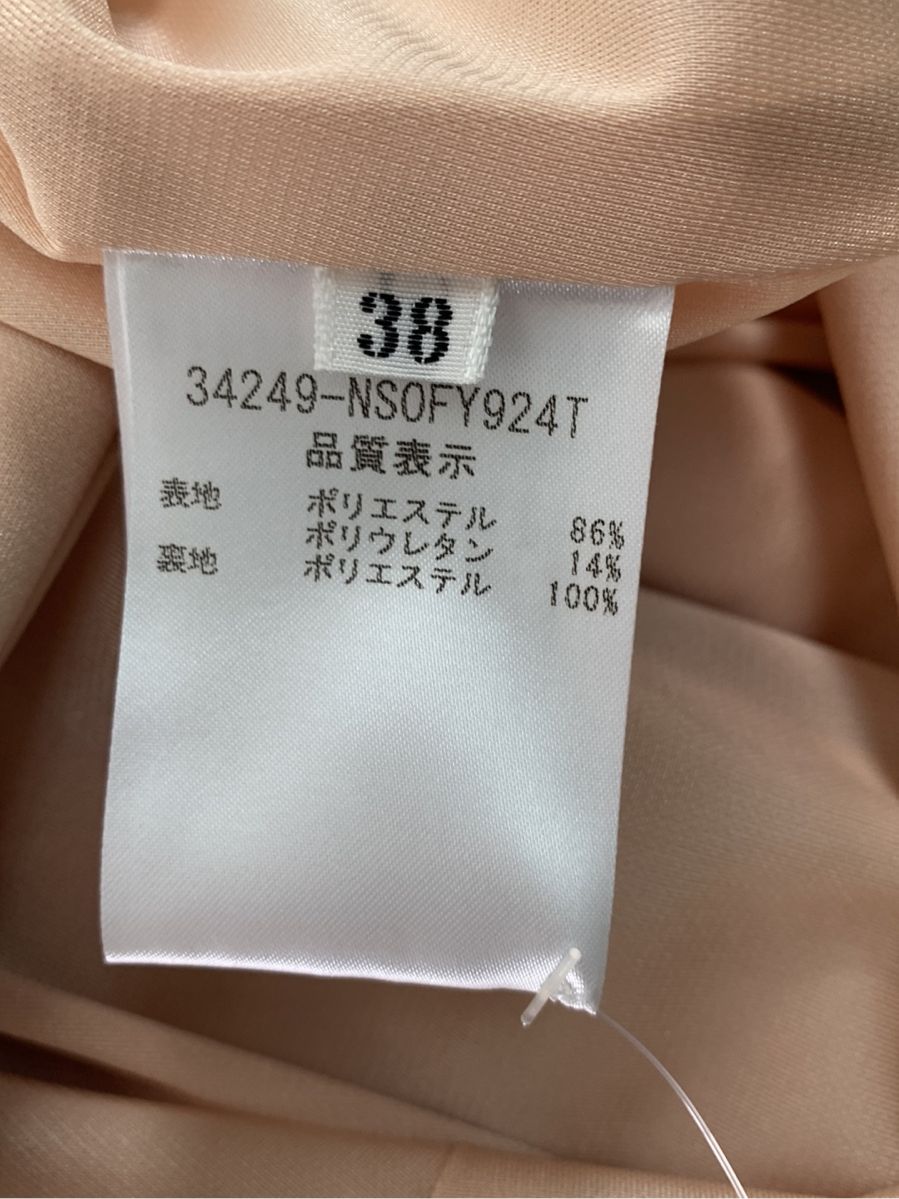 38
34249-NSOFY924T
品質表示
表地 ポリエステル 86%
ポリウレタン 14%
裏地 ポリエステル 100%